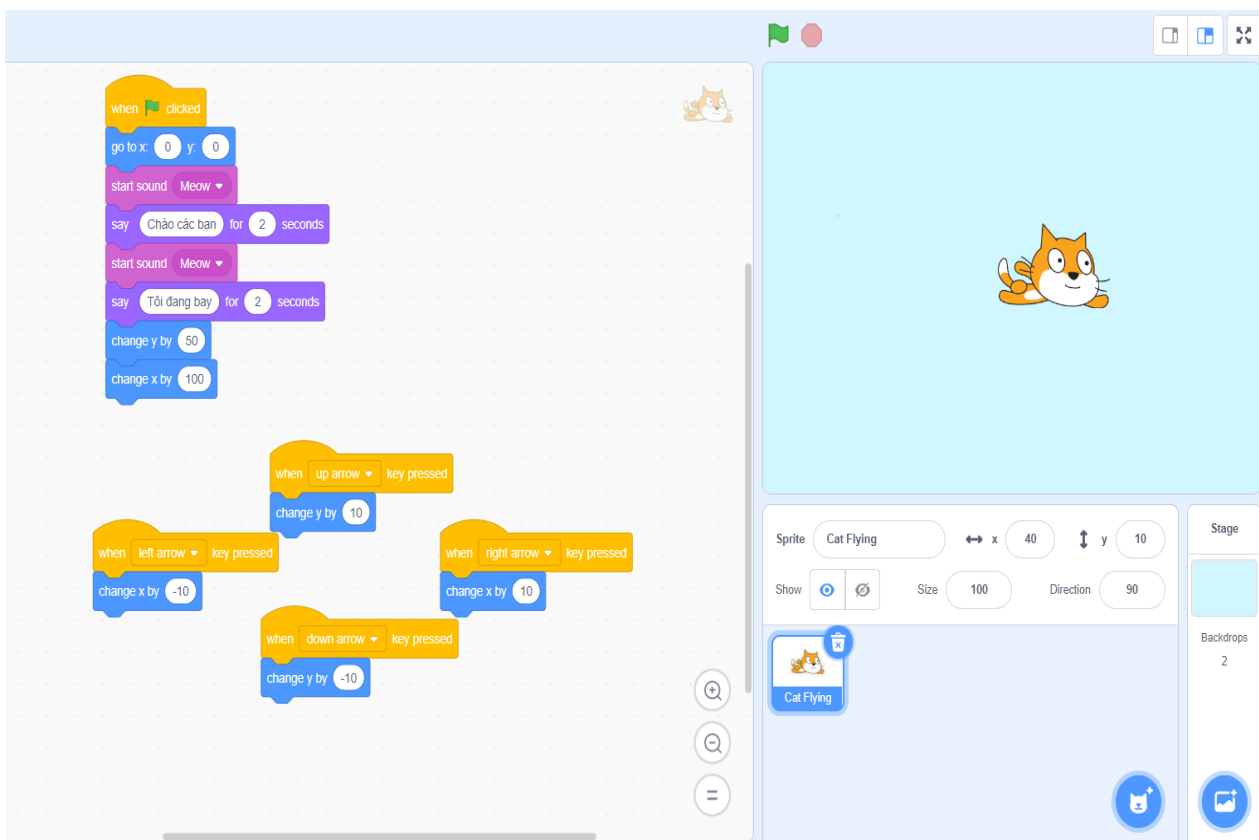 when clicked
go to x: 0 y: 0
start sound Meow
say Chào các bạn for 2 seconds
start sound Meow
say Tôi đang bay for 2 seconds
change y by 50
change x by 100
when up arrow key pressed
change y by 10
when left arrow key pressed
change x by -10
when right arrow key pressed
change x by 10
when down arrow key pressed
change y by -10
Sprite Cat Flying x 40 y 10
Show Size 100 Direction 90
Cat Flying
Stage
Backdrops
2